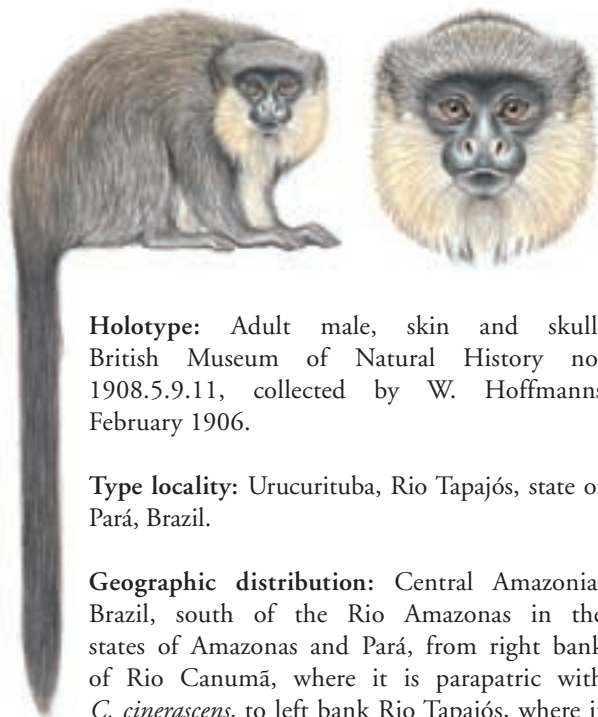 Holotype: Adult male, skin and skull
British Museum of Natural History no
1908.5.9.11, collected by W. Hoffmanns
February 1906.
Type locality: Urucurituba, Rio Tapajós, state of
Pará, Brazil.
Geographic distribution: Central Amazonia
Brazil, south of the Rio Amazonas in the
states of Amazonas and Pará, from right bank
of Rio Canumã, where it is parapatric with
C. cinerascens, to left bank Rio Tapajós, where it